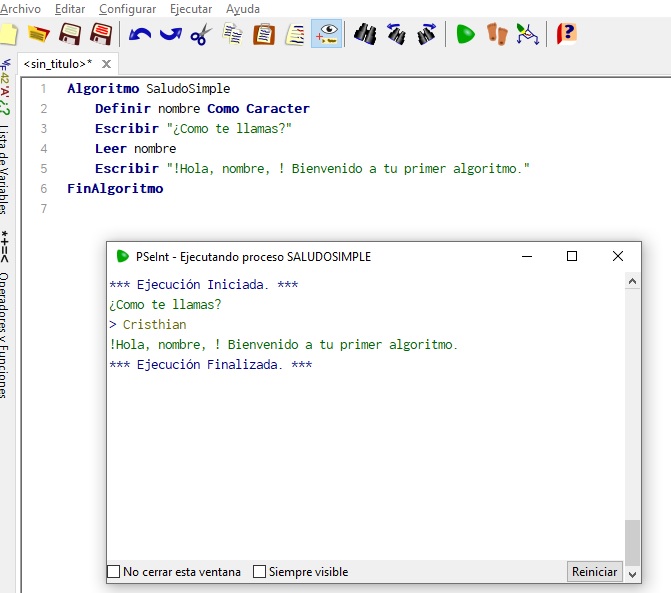 Archivo Editar Configurar Ejecutar Ayuda
<sin_titulo>* X
1 Algoritmo SaludoSimple
2 Definir nombre Como Caracter
3 Escribir "¿Como te llamas?"
4 Leer nombre
5 Escribir "!Hola, nombre, ! Bienvenido a tu primer algoritmo."
6 FinAlgoritmo
7
Lista de Variables
*+=< Operadores y Funciones
PSeInt - Ejecutando proceso SALUDOSIMPLE
*** Ejecución Iniciada. ***
¿Como te llamas?
> Cristhian
!Hola, nombre, ! Bienvenido a tu primer algoritmo.
*** Ejecución Finalizada. ***
No cerrar esta ventana Siempre visible Reiniciar